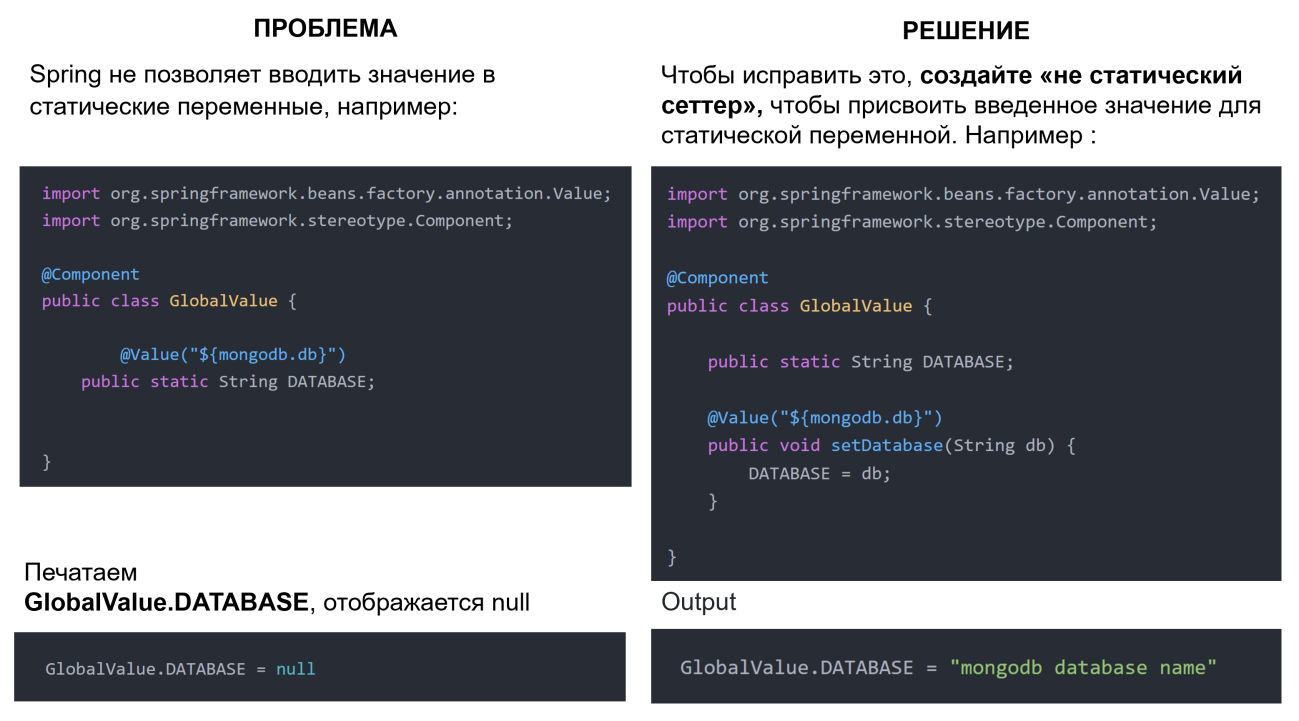 ПРОБЛЕМА
Spring не позволяет вводить значение в
статические переменные, например:
import org.springframework.beans.factory.annotation.Value;
import org.springframework.stereotype.Component;
@Component
public class GlobalValue {
@Value("${mongodb.db}")
public static String DATABASE;
}
Печатаем
GlobalValue.DATABASE, отображается null
GlobalValue.DATABASE = null
РЕШЕНИЕ
Чтобы исправить это, создайте «не статический
сеттер», чтобы присвоить введенное значение для
статической переменной. Например :
import org.springframework.beans.factory.annotation.Value;
import org.springframework.stereotype.Component;
@Component
public class GlobalValue {
public static String DATABASE;
@Value("${mongodb.db}")
public void setDatabase(String db) {
DATABASE = db;
}
}
Output
GlobalValue.DATABASE = "mongodb database name"